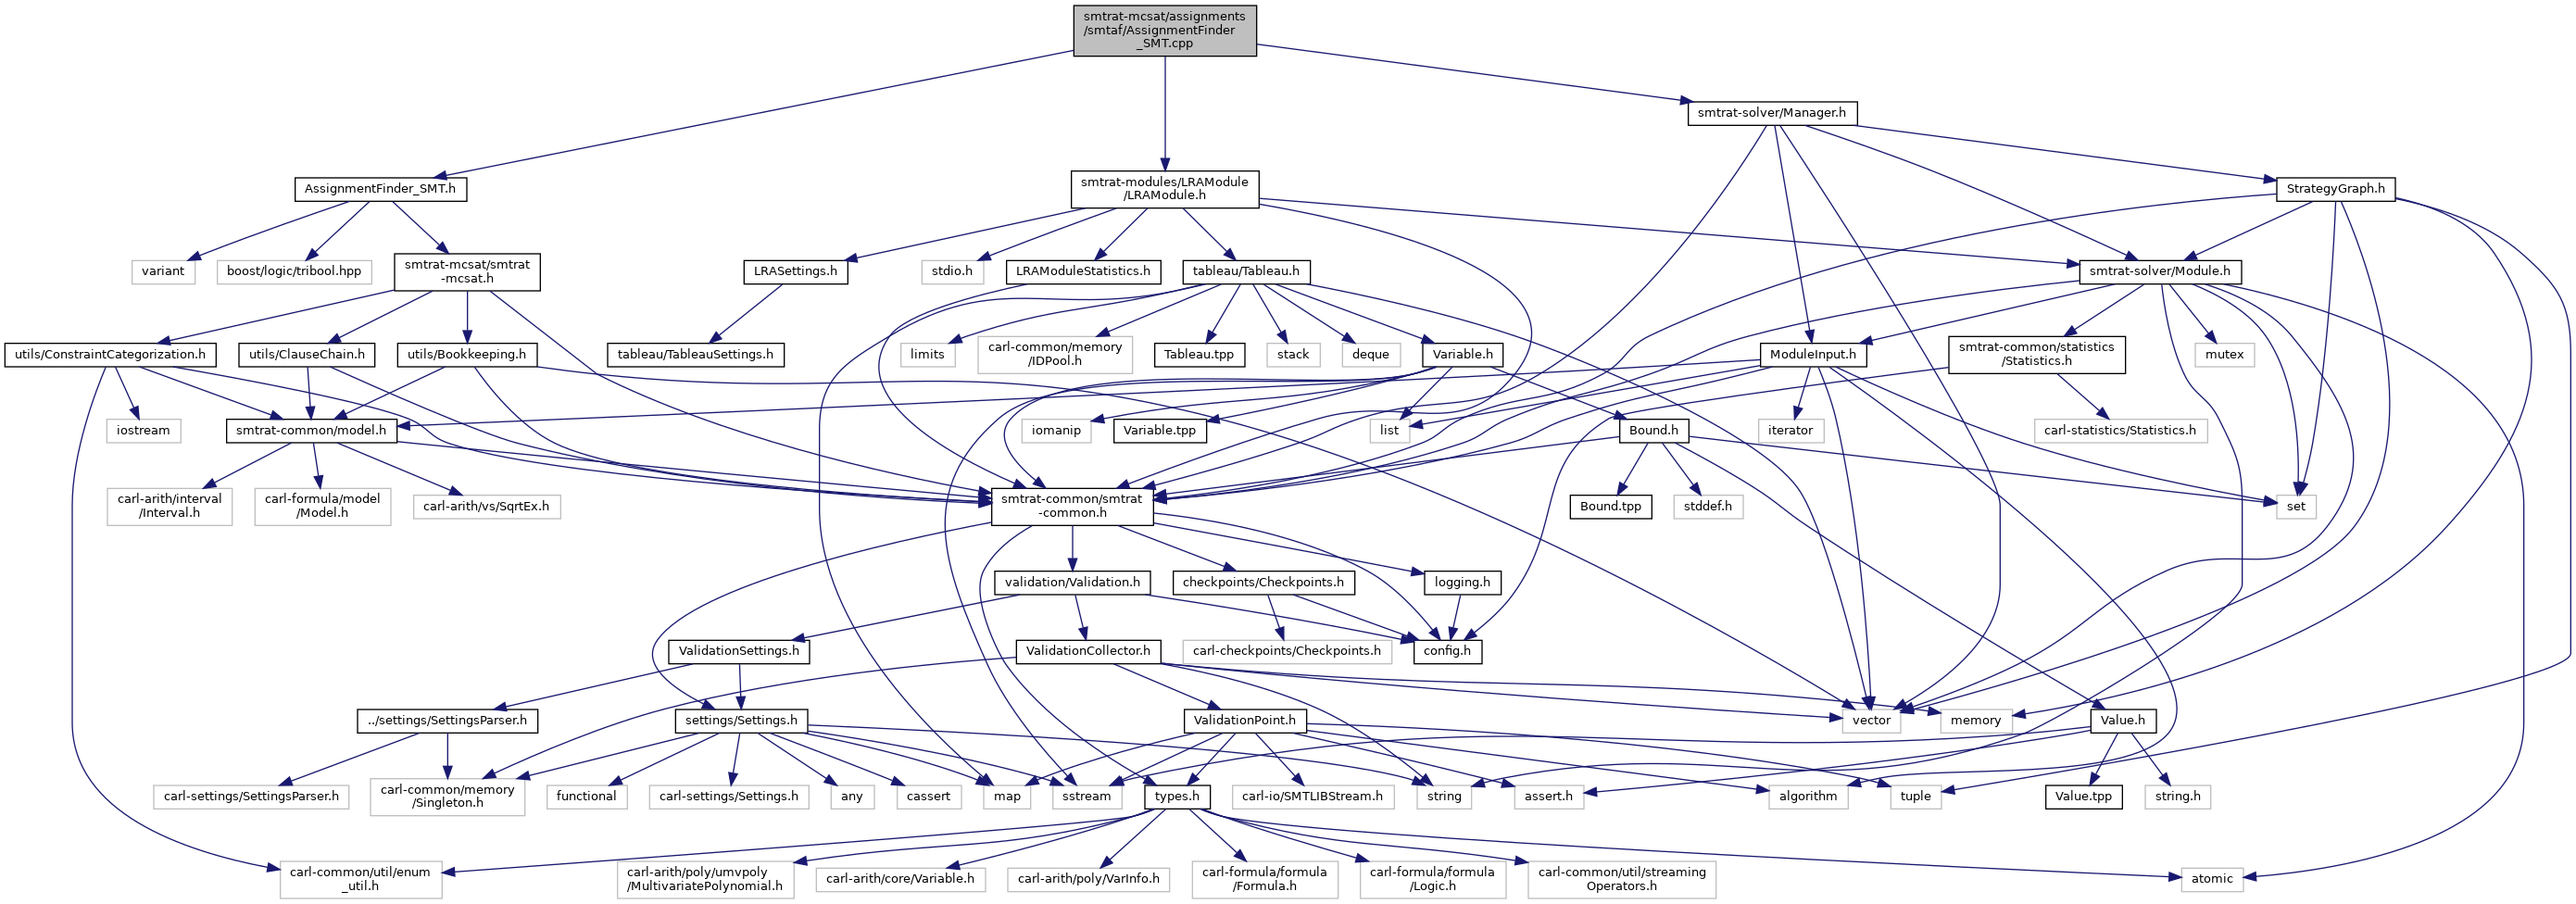 smtrat-mcsat/assignments
/smtaf/AssignmentFinder
_SMT.cpp
smtrat-solver/Manager.h
AssignmentFinder_SMT.h
smtrat-modules/LRAModule
/LRAModule.h
StrategyGraph.h
variant
boost/logic/tribool.hpp
smtrat-mcsat/smtrat
-mcsat.h
LRASettings.h
stdio.h
LRAModuleStatistics.h
tableau/Tableau.h
smtrat-solver/Module.h
utils/ConstraintCategorization.h
utils/ClauseChain.h
utils/Bookkeeping.h
tableau/TableauSettings.h
limits
carl-common/memory
/IDPool.h
Tableau.tpp
stack
deque
Variable.h
ModuleInput.h
smtrat-common/statistics
/Statistics.h
mutex
iostream
smtrat-common/model.h
iomanip
Variable.tpp
list
Bound.h
iterator
carl-statistics/Statistics.h
carl-arith/interval
/Interval.h
carl-formula/model
/Model.h
carl-arith/vs/SqrtEx.h
smtrat-common/smtrat
-common.h
Bound.tpp
stddef.h
set
validation/Validation.h
checkpoints/Checkpoints.h
logging.h
ValidationSettings.h
ValidationCollector.h
carl-checkpoints/Checkpoints.h
config.h
../settings/SettingsParser.h
settings/Settings.h
ValidationPoint.h
vector
memory
Value.h
carl-settings/SettingsParser.h
carl-common/memory
/Singleton.h
functional
carl-settings/Settings.h
any
cassert
map
sstream
types.h
carl-io/SMTLIBStream.h
string
assert.h
algorithm
tuple
Value.tpp
string.h
carl-common/util/enum
_util.h
carl-arith/poly/umvpoly
/MultivariatePolynomial.h
carl-arith/core/Variable.h
carl-arith/poly/VarInfo.h
carl-formula/formula
/Formula.h
carl-formula/formula
/Logic.h
carl-common/util/streaming
Operators.h
atomic